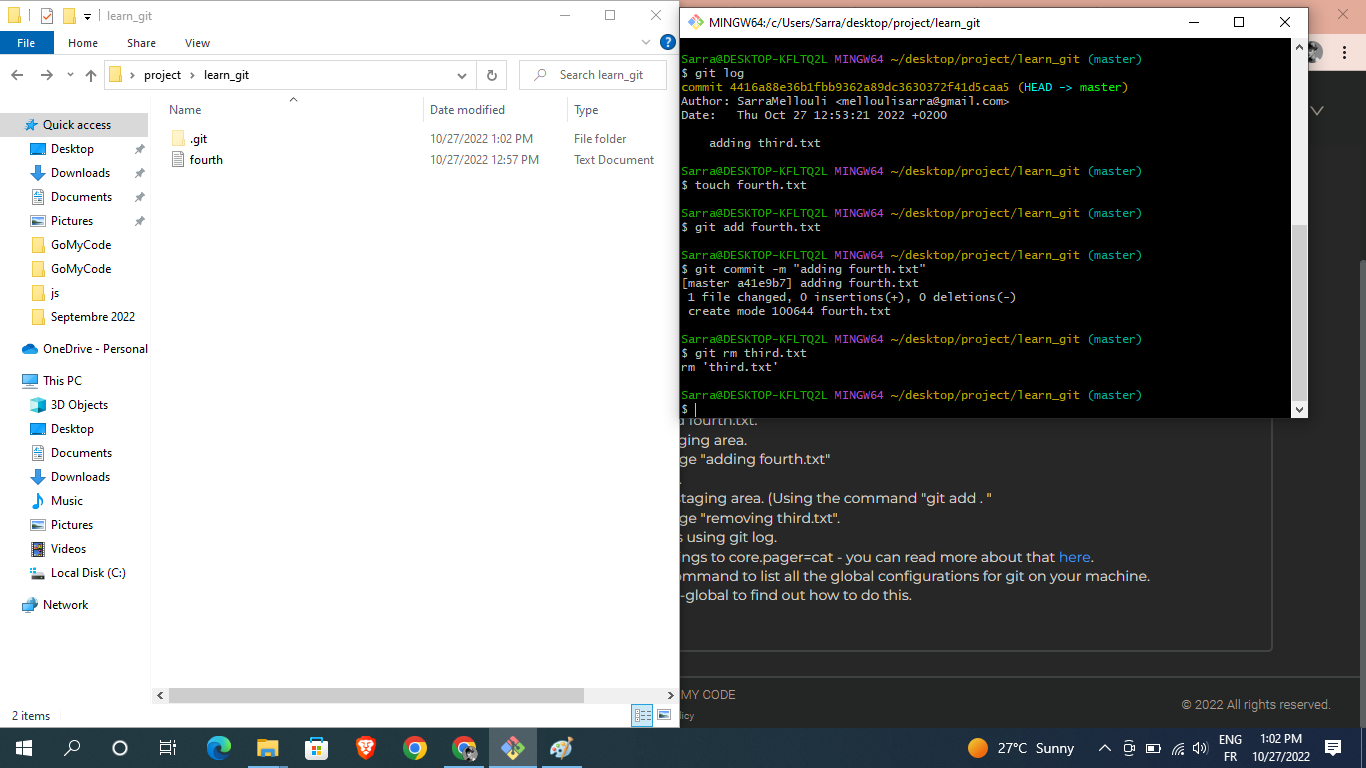 learn_git
File
Home
Share
View
project
learn_git
Search learn_git
Name
Date modified
Type
.git
10/27/2022 1:02 PM
File folder
fourth
10/27/2022 12:57 PM
Text Document
Quick access
Desktop
Downloads
Documents
Pictures
GoMyCode
GoMyCode
js
Septembre 2022
OneDrive - Personal
This PC
3D Objects
Desktop
Documents
Downloads
Music
Pictures
Videos
Local Disk (C:)
Network
2 items
MINGW64:/c/Users/Sarra/desktop/project/learn_git
Sarra@DESKTOP-KFLTQ2L MINGW64 ~/desktop/project/learn_git (master)
$ git log
commit 4416a88e36b1fbb9362a89dc3630372f41d5caa5 (HEAD -> master)
Author: SarraMellouli <melloulisarra@gmail.com>
Date:   Thu Oct 27 12:53:21 2022 +0200
    adding third.txt
Sarra@DESKTOP-KFLTQ2L MINGW64 ~/desktop/project/learn_git (master)
$ touch fourth.txt
Sarra@DESKTOP-KFLTQ2L MINGW64 ~/desktop/project/learn_git (master)
$ git add fourth.txt
Sarra@DESKTOP-KFLTQ2L MINGW64 ~/desktop/project/learn_git (master)
$ git commit -m "adding fourth.txt"
[master a41e9b7] adding fourth.txt
 1 file changed, 0 insertions(+), 0 deletions(-)
 create mode 100644 fourth.txt
Sarra@DESKTOP-KFLTQ2L MINGW64 ~/desktop/project/learn_git (master)
$ git rm third.txt
rm 'third.txt'
Sarra@DESKTOP-KFLTQ2L MINGW64 ~/desktop/project/learn_git (master)
$
fourth.txt.
ging area.
ge "adding fourth.txt"
taging area. (Using the command "git add . "
ge "removing third.txt".
s using git log.
ings to core.pager=cat - you can read more about that here.
ommand to list all the global configurations for git on your machine.
-global to find out how to do this.
MY CODE
licy
© 2022 All rights reserved.
27°C Sunny
ENG
FR
1:02 PM
10/27/2022